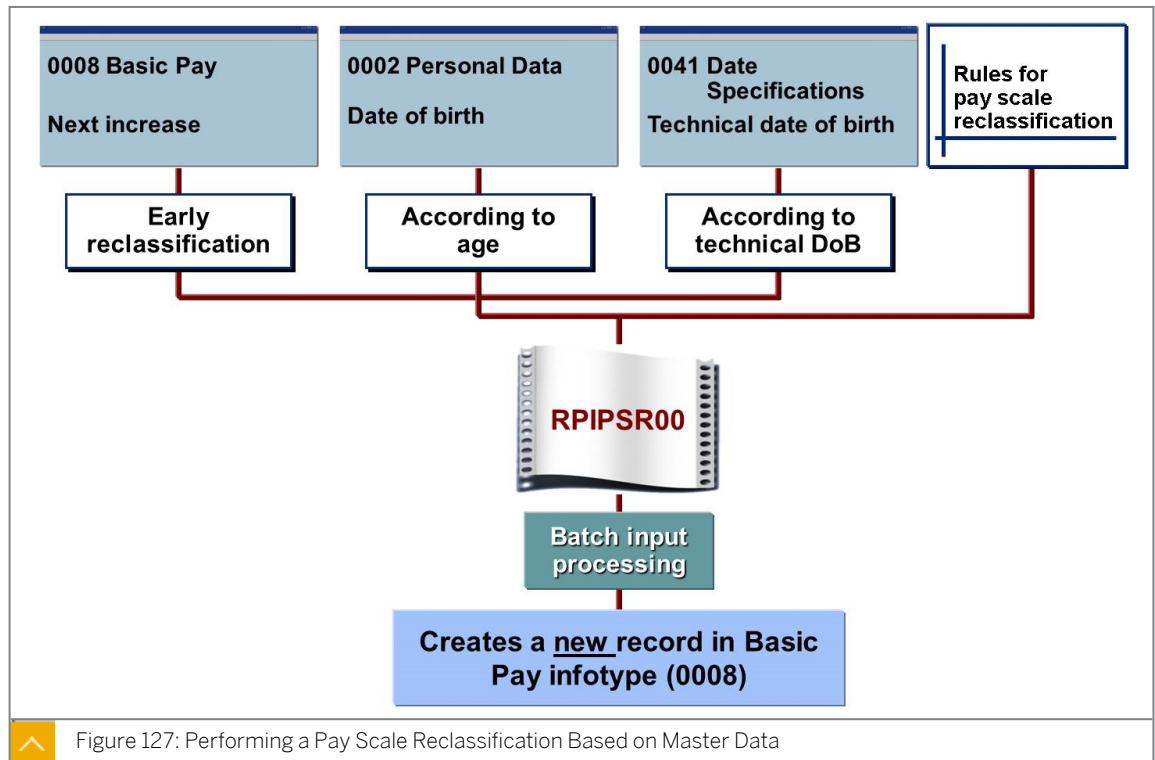 0008 Basic Pay
Next increase
0002 Personal Data
Date of birth
0041 Date
Specifications
Technical date of birth
Rules for
pay scale
reclassification
Early
reclassification
According to
age
According to
technical DoB
RPIPSR00
Batch input
processing
Creates a new record in Basic
Pay infotype (0008)
Figure 127: Performing a Pay Scale Reclassification Based on Master Data